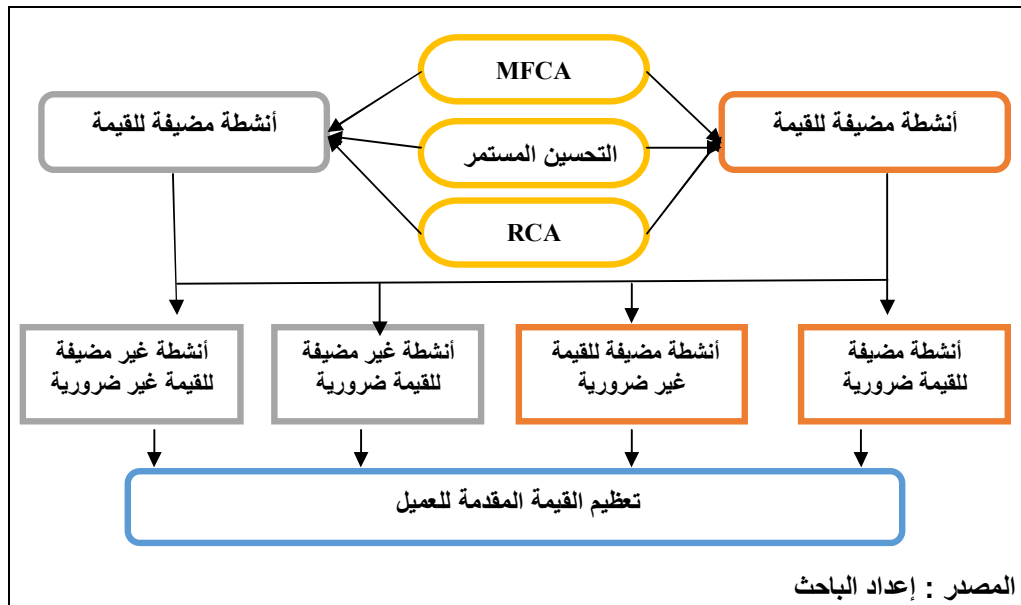 MFCA
أنشطة مضيفة للقيمة
أنشطة مضيفة للقيمة
التحسين المستمر
RCA
أنشطة مضيفة
للقيمة ضرورية
أنشطة مضيفة للقيمة
غير ضرورية
أنشطة غير مضيفة
للقيمة ضرورية
أنشطة غير مضيفة
للقيمة غير ضرورية
تعظيم القيمة المقدمة للعميل
المصدر : إعداد الباحث